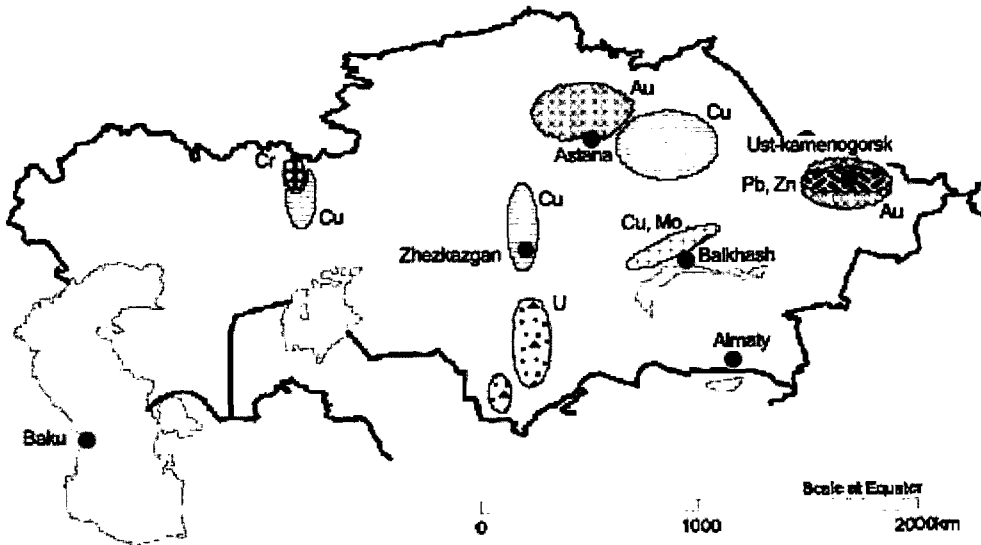 Au
Cu
Astana
Ust-kamenogorsk
Cr
Pb, Zn
Cu
Cu
Au
Cu, Mo
Zhezkazgan
Balkhash
U
Almaty
Baku
Scale at Equator
0 1000 2000km